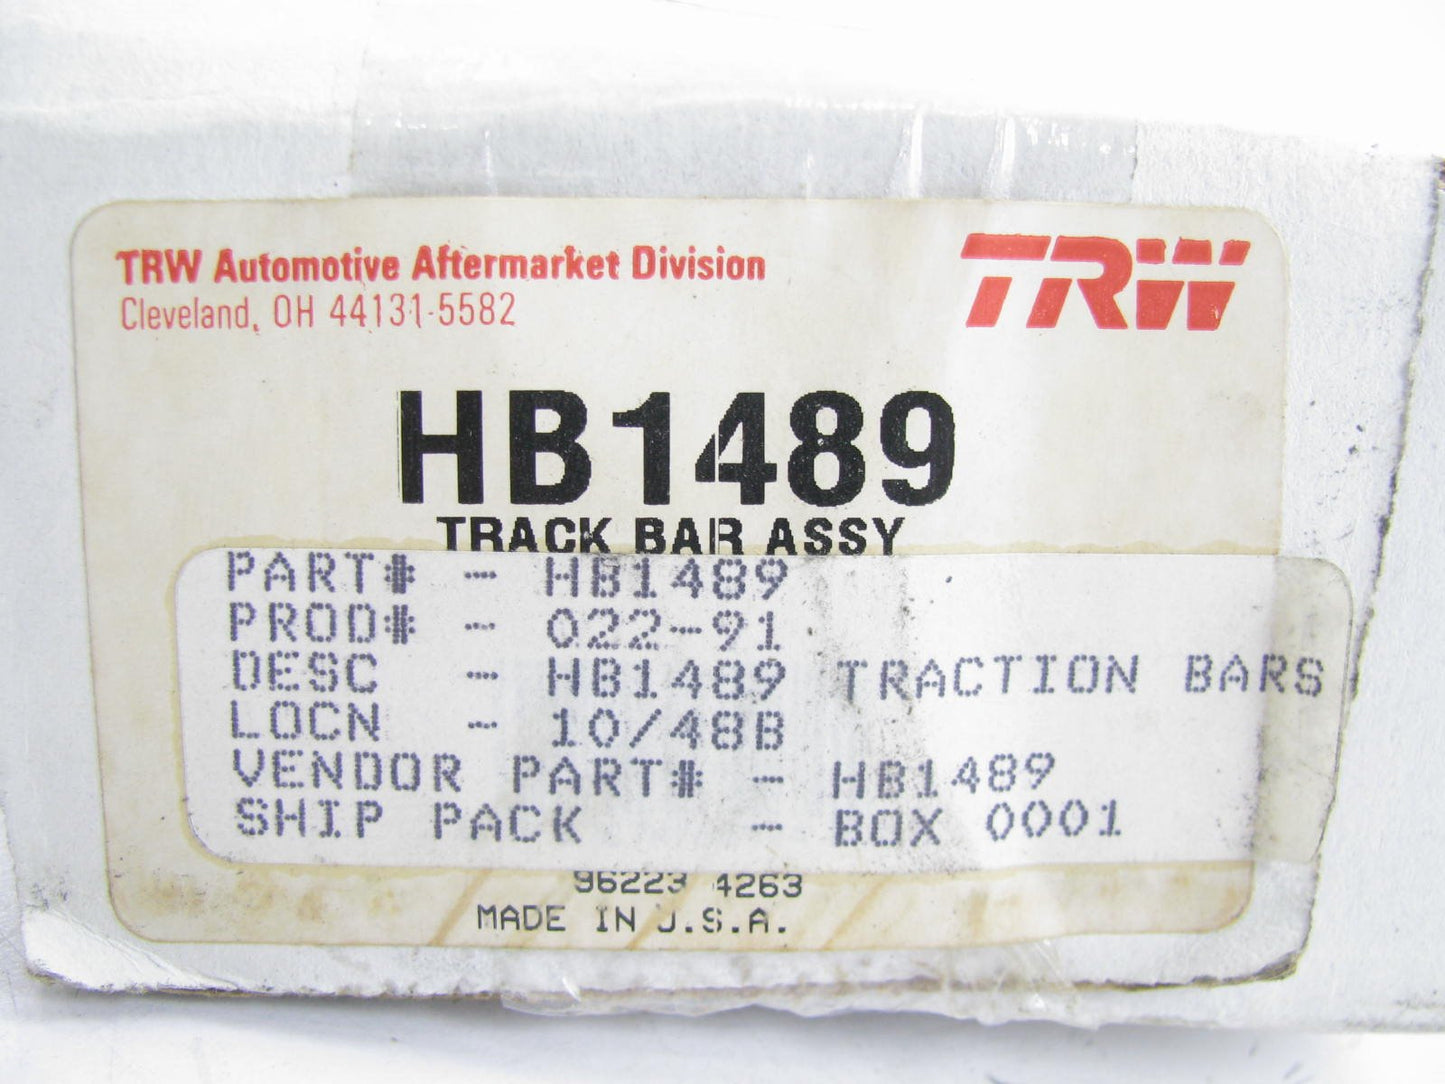 TRW Automotive Aftermarket Division
Cleveland, OH 44131-5582
TRW
HB1489
TRACK BAR ASSY
PART# - HB1489
PROD# - 022-91
DESC - HB1489 TRACTION BARS
LOCN - 10/48B
VENDOR PART# - HB1489
SHIP PACK - BOX 0001
96223 4263
MADE IN U.S.A.